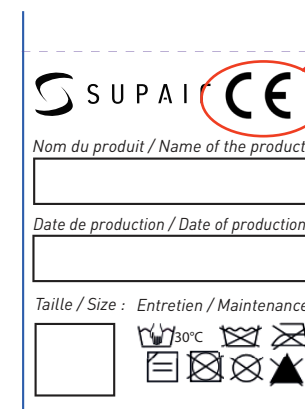 SUPAIR CE
Nom du produit / Name of the product
Date de production / Date of production
Taille / Size : Entretien / Maintenance
30°C